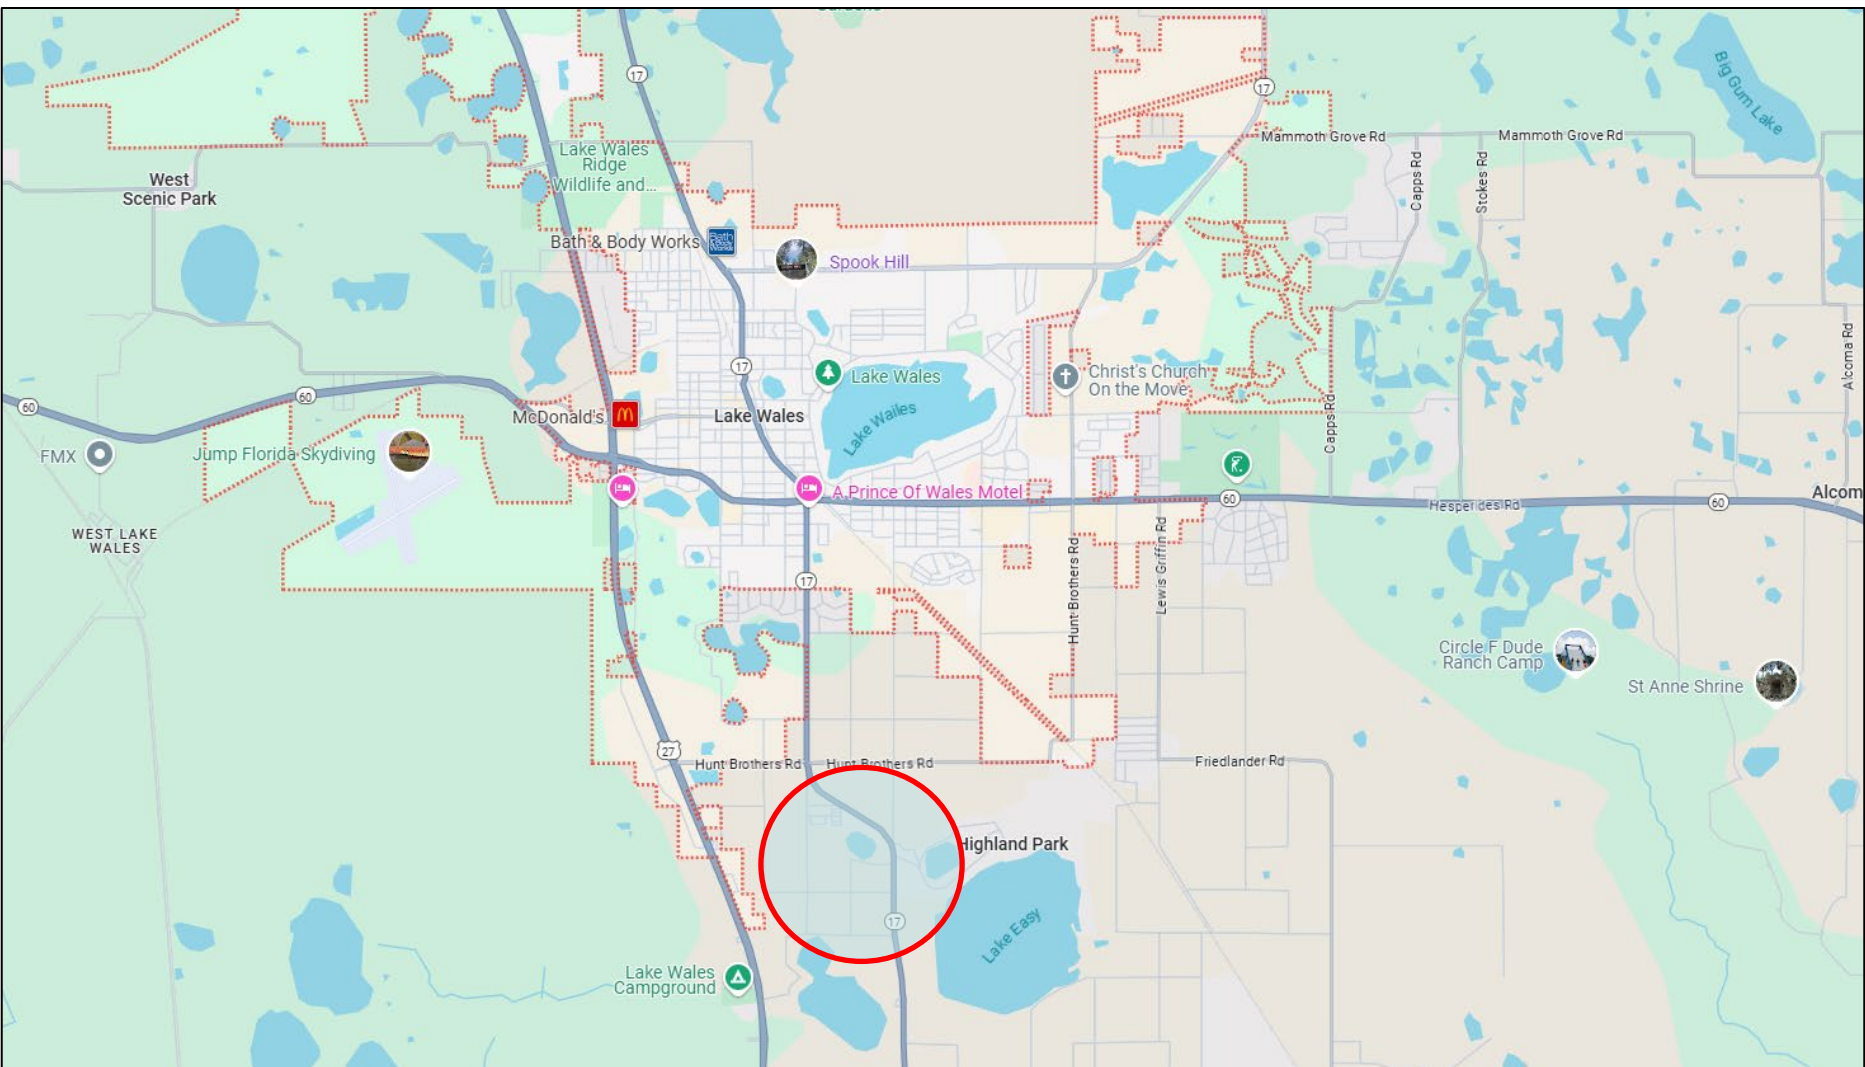 17
17
Big Gum Lake
Mammoth Grove Rd
Mammoth Grove Rd
Lake Wales
Ridge
Wildlife and...
Capps Rd
Stokes Rd
West
Scenic Park
Bath & Body Works
Spook Hill
Alcoma Rd
17
Lake Wales
Christ's Church
On the Move
60
60
McDonald's
Lake Wales
Lake Wailes
Capps Rd
FMX
Jump Florida Skydiving
A Prince Of Wales Motel
60
Hesperides Rd
60
Alcom
WEST LAKE
WALES
Lewis Griffin Rd
Hunt Brothers Rd
17
Circle F Dude
Ranch Camp
St Anne Shrine
27
Hunt Brothers Rd
Hunt Brothers Rd
Friedlander Rd
Highland Park
17
Lake Easy
Lake Wales
Campground